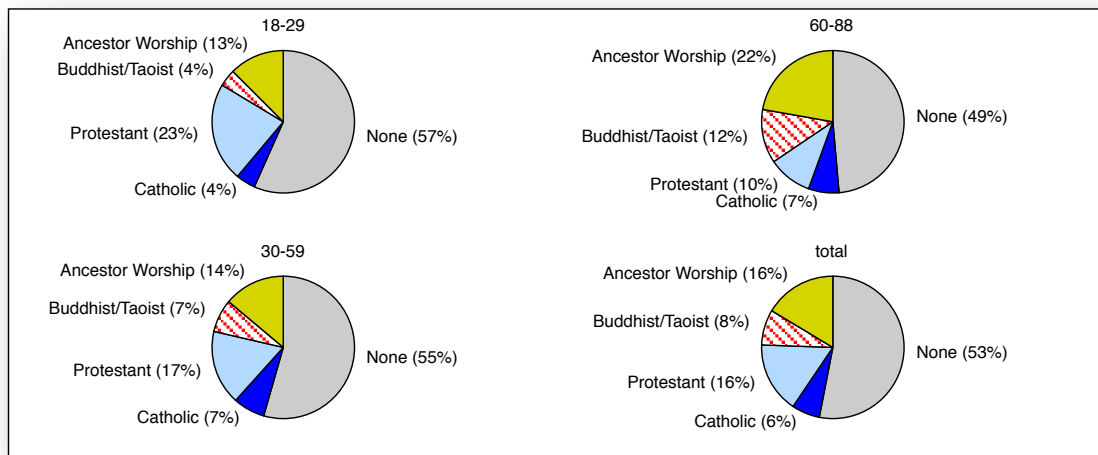 18-29
Ancestor Worship (13%)
Buddhist/Taoist (4%)
Protestant (23%)
None (57%)
Catholic (4%)
60-88
Ancestor Worship (22%)
None (49%)
Buddhist/Taoist (12%)
Protestant (10%)
Catholic (7%)
30-59
Ancestor Worship (14%)
Buddhist/Taoist (7%)
None (55%)
Protestant (17%)
Catholic (7%)
total
Ancestor Worship (16%)
Buddhist/Taoist (8%)
None (53%)
Protestant (16%)
Catholic (6%)